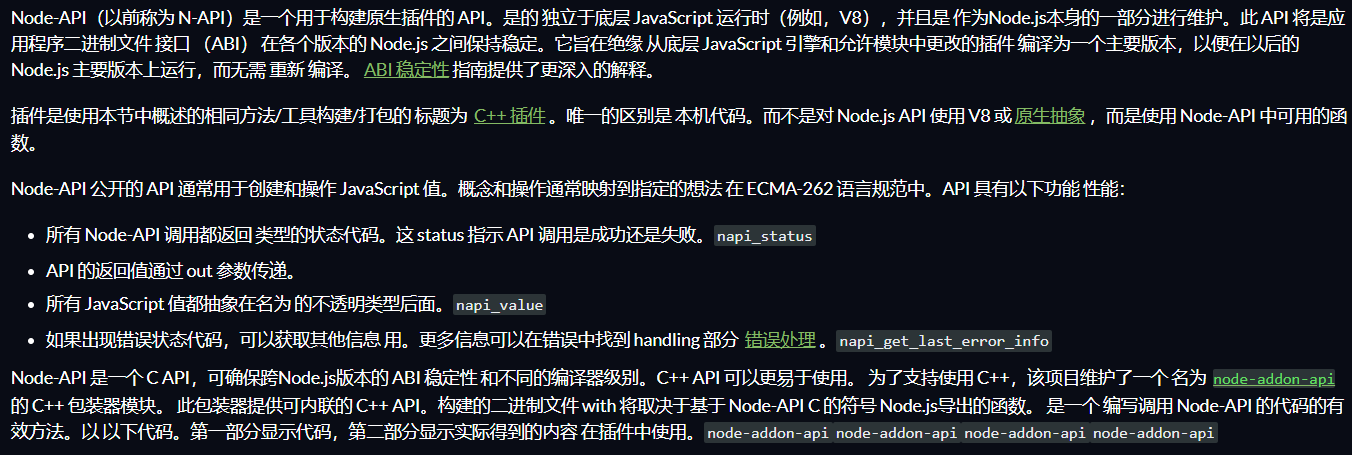 Node-API（以前称为 N-API）是一个用于构建原生插件的 API。是的 独立于底层 JavaScript 运行时（例如，V8），并且是 作为Node.js本身的一部分进行维护。此 API 将是应
用程序二进制文件 接口 （ABI） 在各个版本的 Node.js 之间保持稳定。它旨在绝缘 从底层 JavaScript 引擎和允许模块中更改的插件 编译为一个主要版本，以便在以后的
Node.js 主要版本上运行，而无需 重新 编译。 ABI 稳定性 指南提供了更深入的解释。
插件是使用本节中概述的相同方法/工具构建/打包的 标题为 C++ 插件 。唯一的区别是 本机代码。而不是对 Node.js API 使用 V8 或 原生抽象 ，而是使用 Node-API 中可用的函
数。
Node-API 公开的 API 通常用于创建和操作 JavaScript 值。概念和操作通常映射到指定的想法 在 ECMA-262 语言规范中。API 具有以下功能 性能：
• 所有 Node-API 调用都返回 类型的状态代码。这 status 指示 API 调用是成功还是失败。napi_status
• API 的返回值通过 out 参数传递。
• 所有 JavaScript 值都抽象在名为 的不透明类型后面。napi_value
• 如果出现错误状态代码，可以获取其他信息 用。更多信息可以在错误中找到 handling 部分 错误处理 。napi_get_last_error_info
Node-API 是一个 C API，可确保跨Node.js版本的 ABI 稳定性 和不同的编译器级别。C++ API 可以更易于使用。 为了支持使用 C++，该项目维护了一个 名为 node-addon-api
的 C++ 包装器模块。 此包装器提供可内联的 C++ API。构建的二进制文件 with 将取决于基于 Node-API C 的符号 Node.js导出的函数。 是一个 编写调用 Node-API 的代码的有
效方法。以 以下代码。第一部分显示代码，第二部分显示实际得到的内容 在插件中使用。node-addon-api node-addon-api node-addon-api node-addon-api